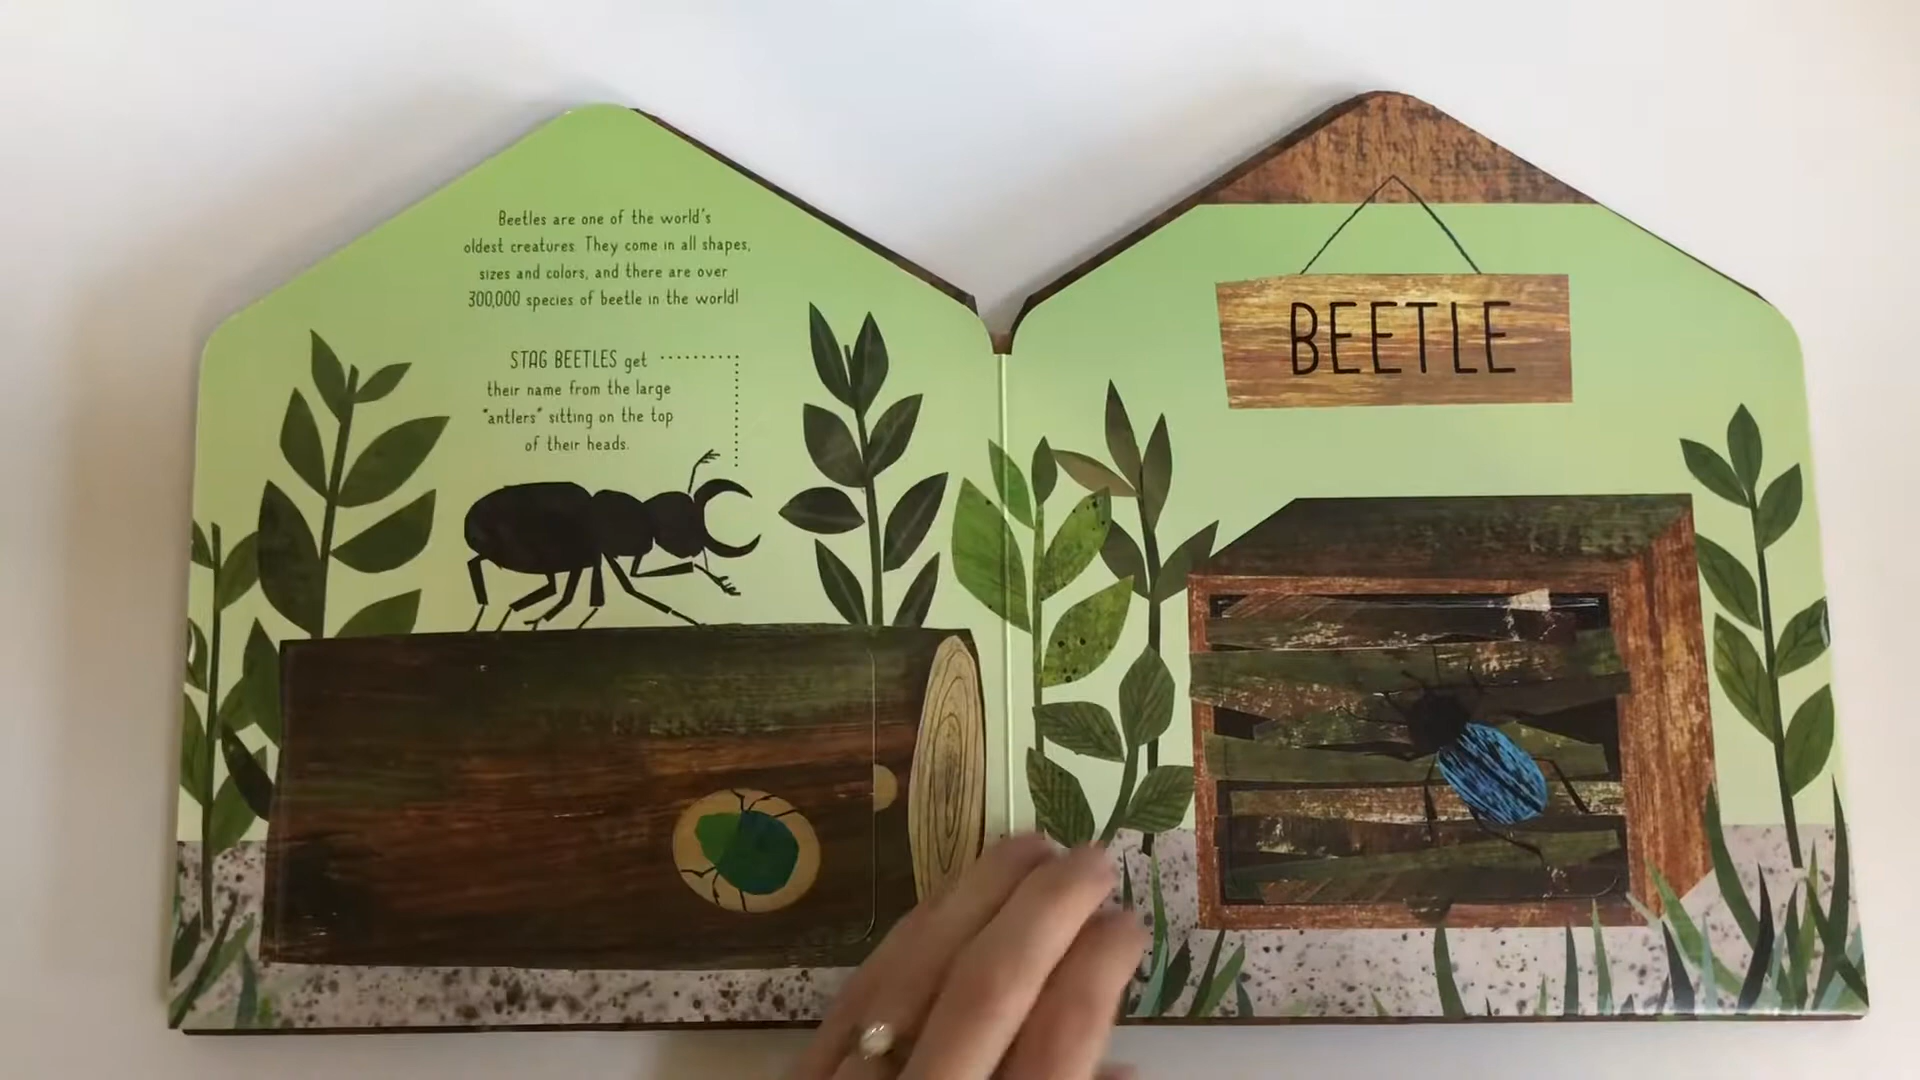 Beetles are one of the world's
oldest creatures. They come in all shapes,
sizes and colors, and there are over
300,000 species of beetle in the world!
STAG BEETLES get
their name from the large
"antlers" sitting on the top
of their heads.
BEETLE